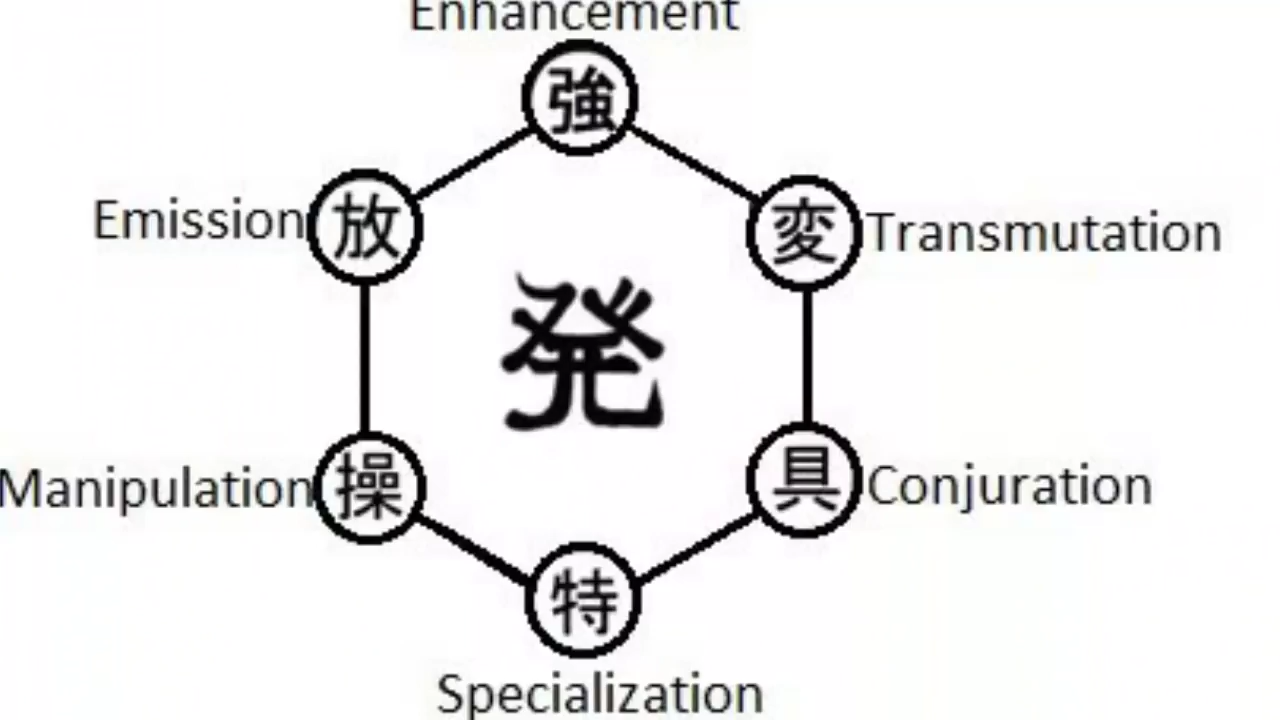 Enhancement
強
Emission 放
変 Transmutation
発
Manipulation 操
具 Conjuration
特
Specialization